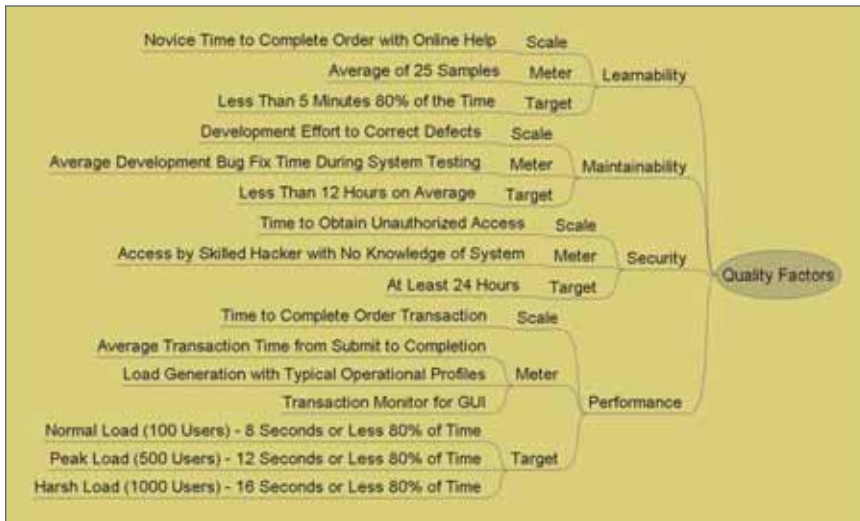 Novice Time to Complete Order with Online Help Scale
Average of 25 Samples Meter Learnability
Less Than 5 Minutes 80% of the Time Target
Development Effort to Correct Defects Scale
Average Development Bug Fix Time During System Testing Meter Maintainability
Less Than 12 Hours on Average Target
Time to Obtain Unauthorized Access Scale
Access by Skilled Hacker with No Knowledge of System Meter Security
Quality Factors
At Least 24 Hours Target
Time to Complete Order Transaction Scale
Average Transaction Time from Submit to Completion
Load Generation with Typical Operational Profiles Meter
Transaction Monitor for GUI Performance
Normal Load (100 Users) - 8 Seconds or Less 80% of Time
Peak Load (500 Users) - 12 Seconds or Less 80% of Time Target
Harsh Load (1000 Users) - 16 Seconds or Less 80% of Time